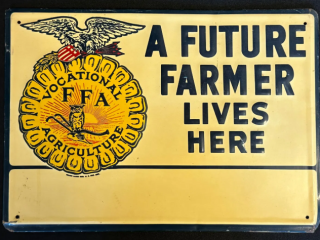 VOCATIONAL
FFA
AGRICULTURE
A FUTURE
FARMER
LIVES
HERE